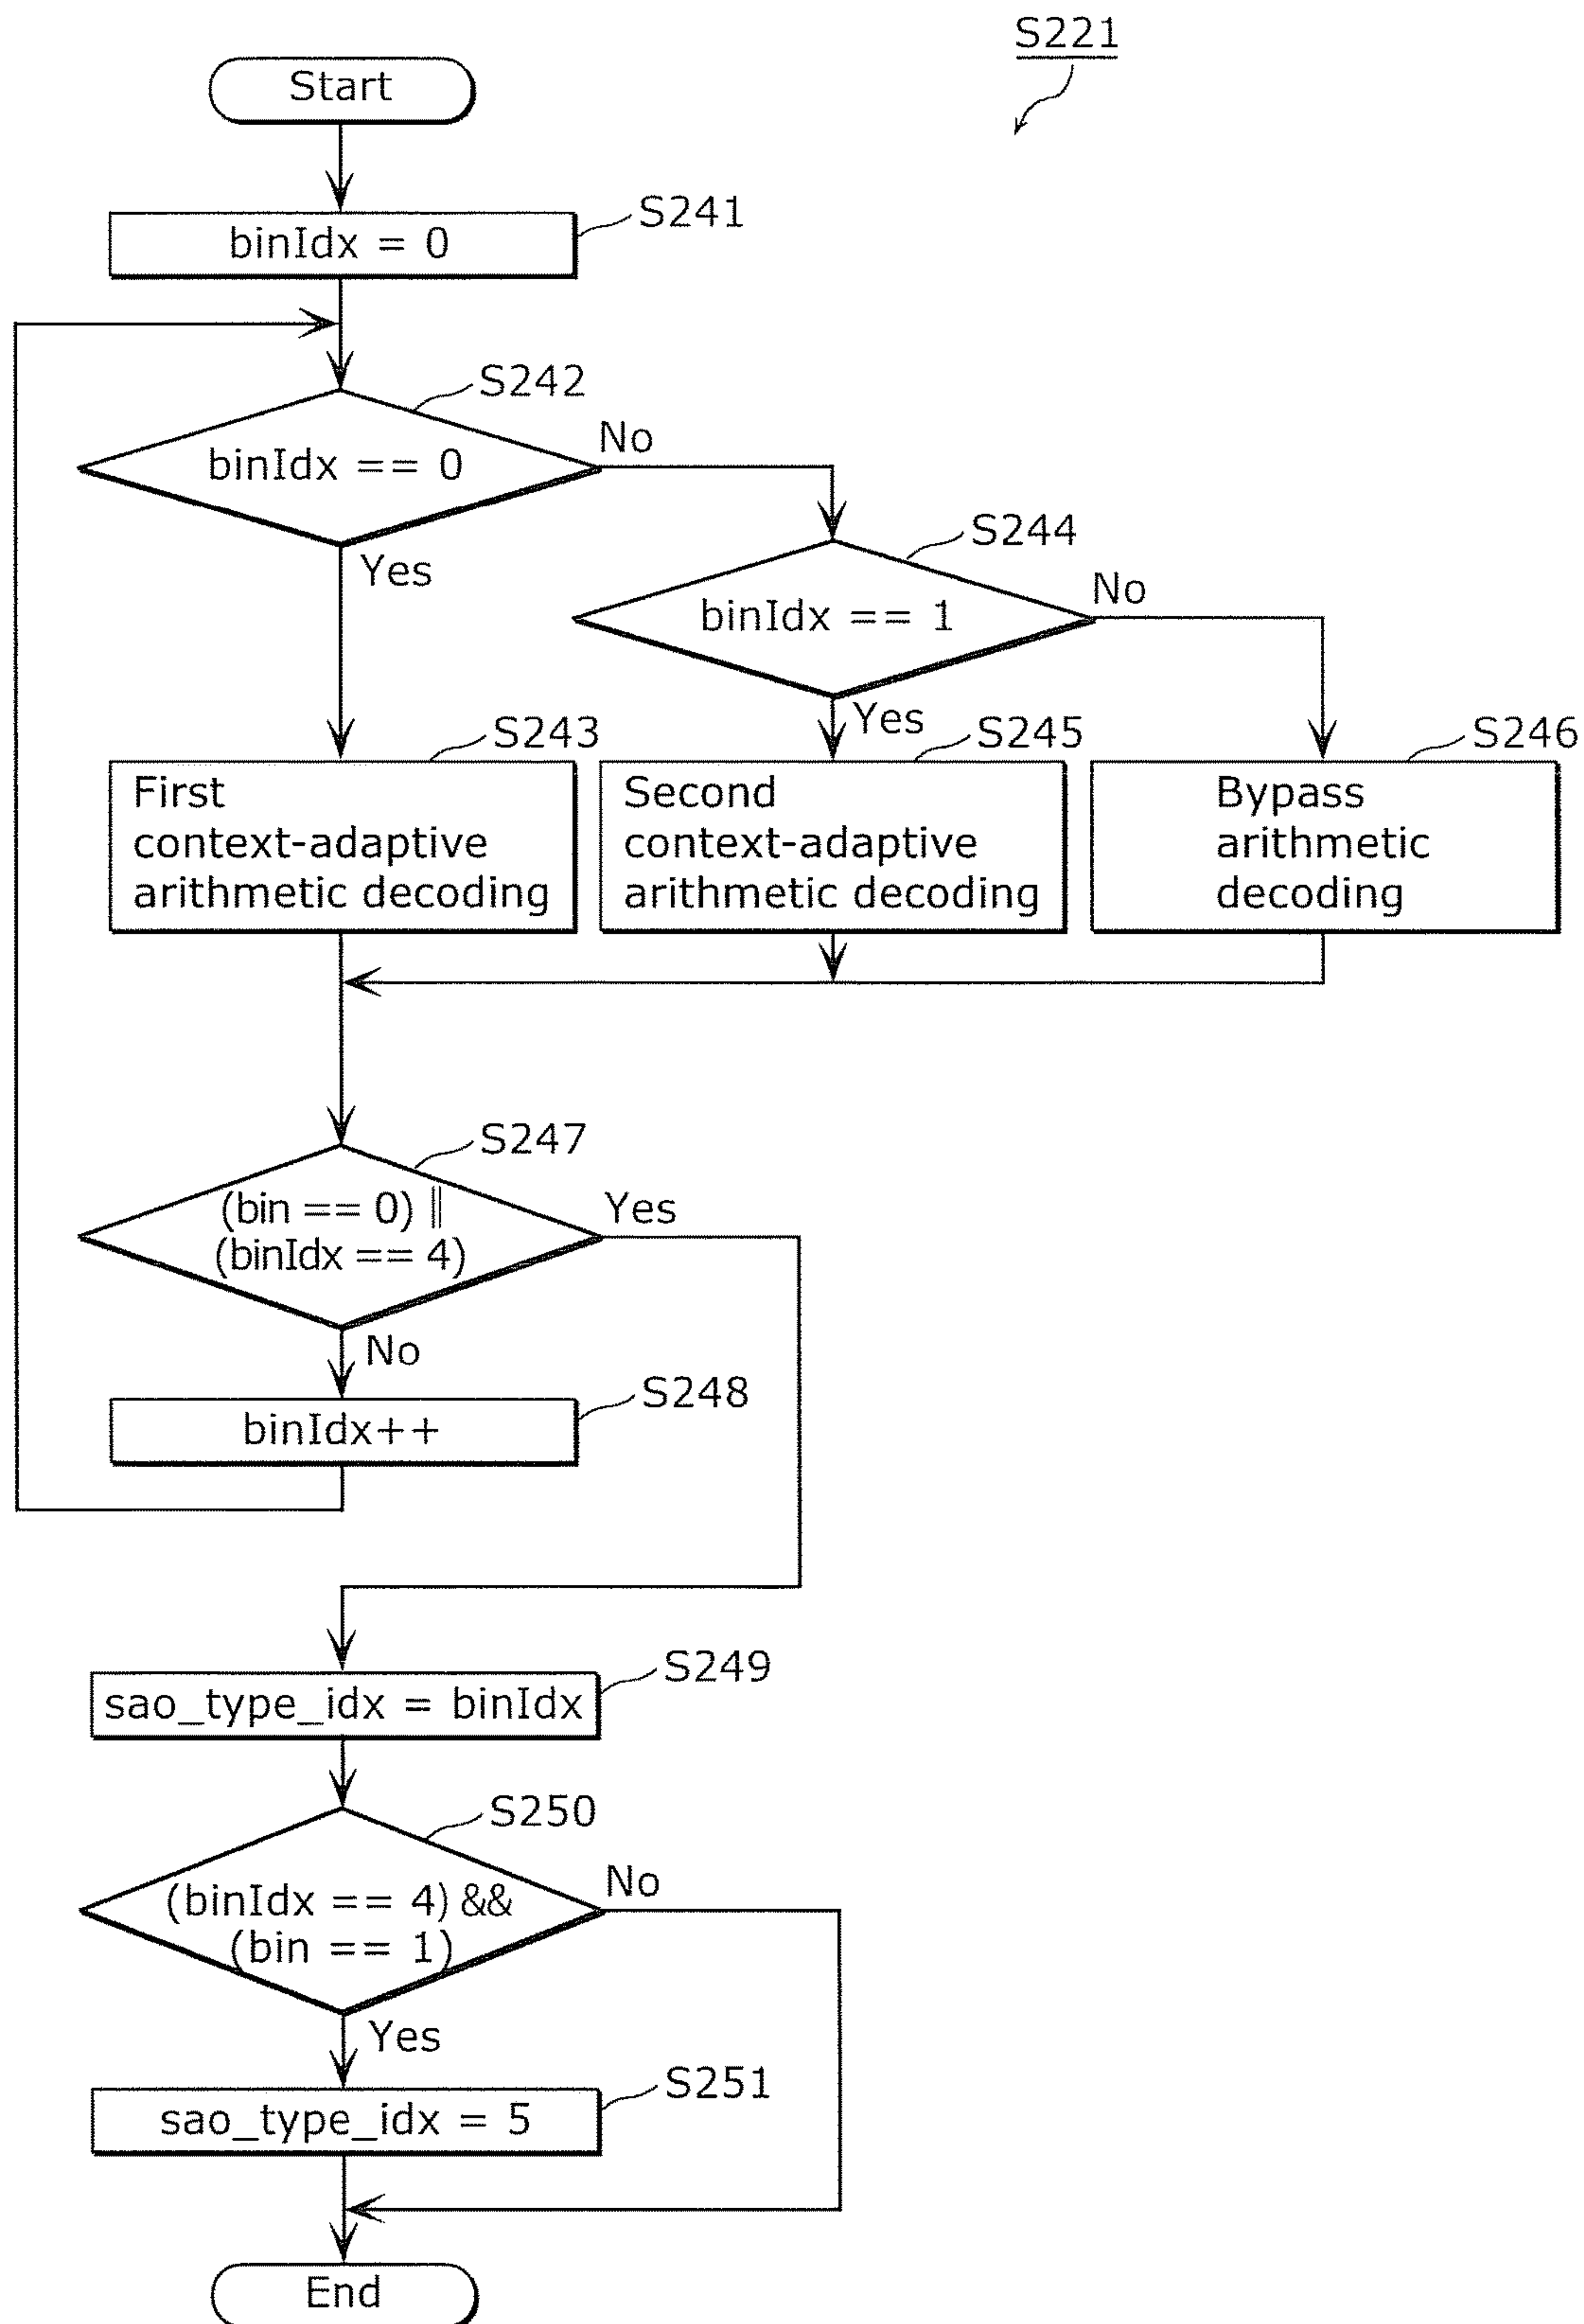 S221
Start
S241
binIdx = 0
S242
binIdx == 0
No
Yes
S244
binIdx == 1
No
Yes
S243
First
context-adaptive
arithmetic decoding
S245
Second
context-adaptive
arithmetic decoding
S246
Bypass
arithmetic
decoding
S247
(bin == 0) ||
(binIdx == 4)
Yes
No
S248
binIdx++
S249
sao_type_idx = binIdx
S250
(binIdx == 4) &&
(bin == 1)
No
Yes
S251
sao_type_idx = 5
End